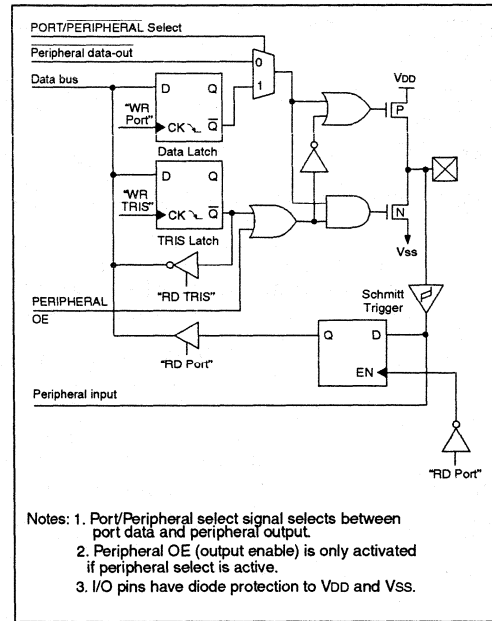 PORT/PERIPHERAL Select
Peripheral data-out
Data bus
0
1
D Q
"WR Port"
CK Q
Data Latch
VDD
P
D Q
"WR TRIS"
CK Q
TRIS Latch
N
Vss
"RD TRIS"
Schmitt Trigger
PERIPHERAL OE
Q D
EN
"RD Port"
Peripheral input
"RD Port"
Notes: 1. Port/Peripheral select signal selects between
port data and peripheral output.
2. Peripheral OE (output enable) is only activated
if peripheral select is active.
3. I/O pins have diode protection to VDD and VSS.